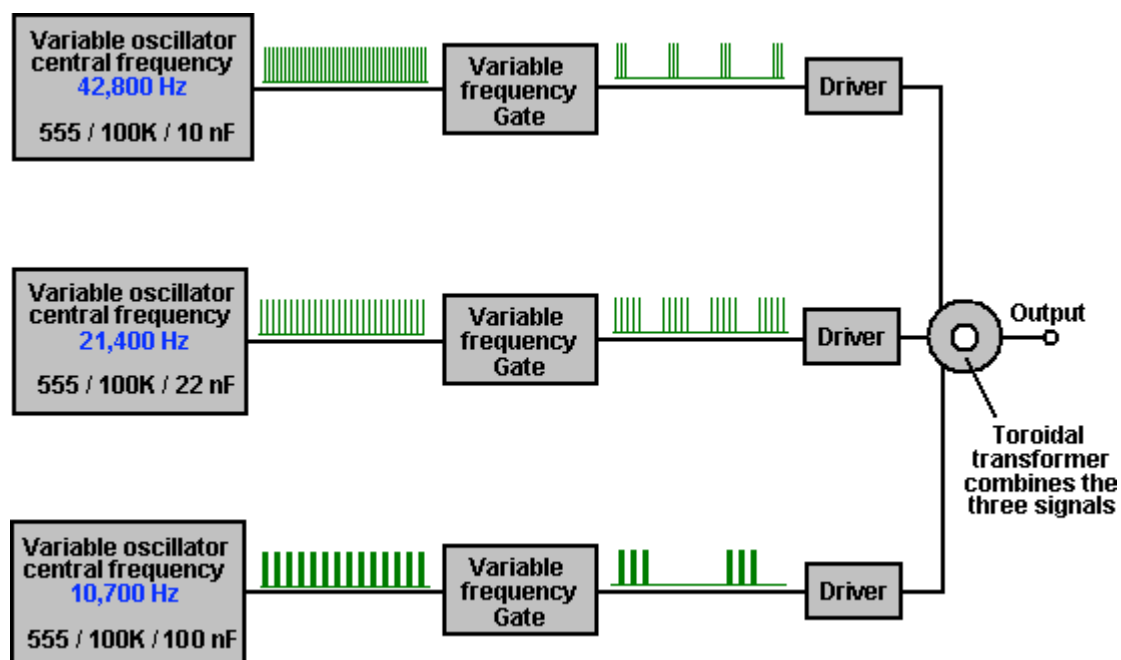 Variable oscillator
central frequency
42,800 Hz
555 / 100K / 10 nF
Variable
frequency
Gate
Driver
Variable oscillator
central frequency
21,400 Hz
555 / 100K / 22 nF
Variable
frequency
Gate
Driver
Output
Toroidal
transformer
combines the
three signals
Variable oscillator
central frequency
10,700 Hz
555 / 100K / 100 nF
Variable
frequency
Gate
Driver